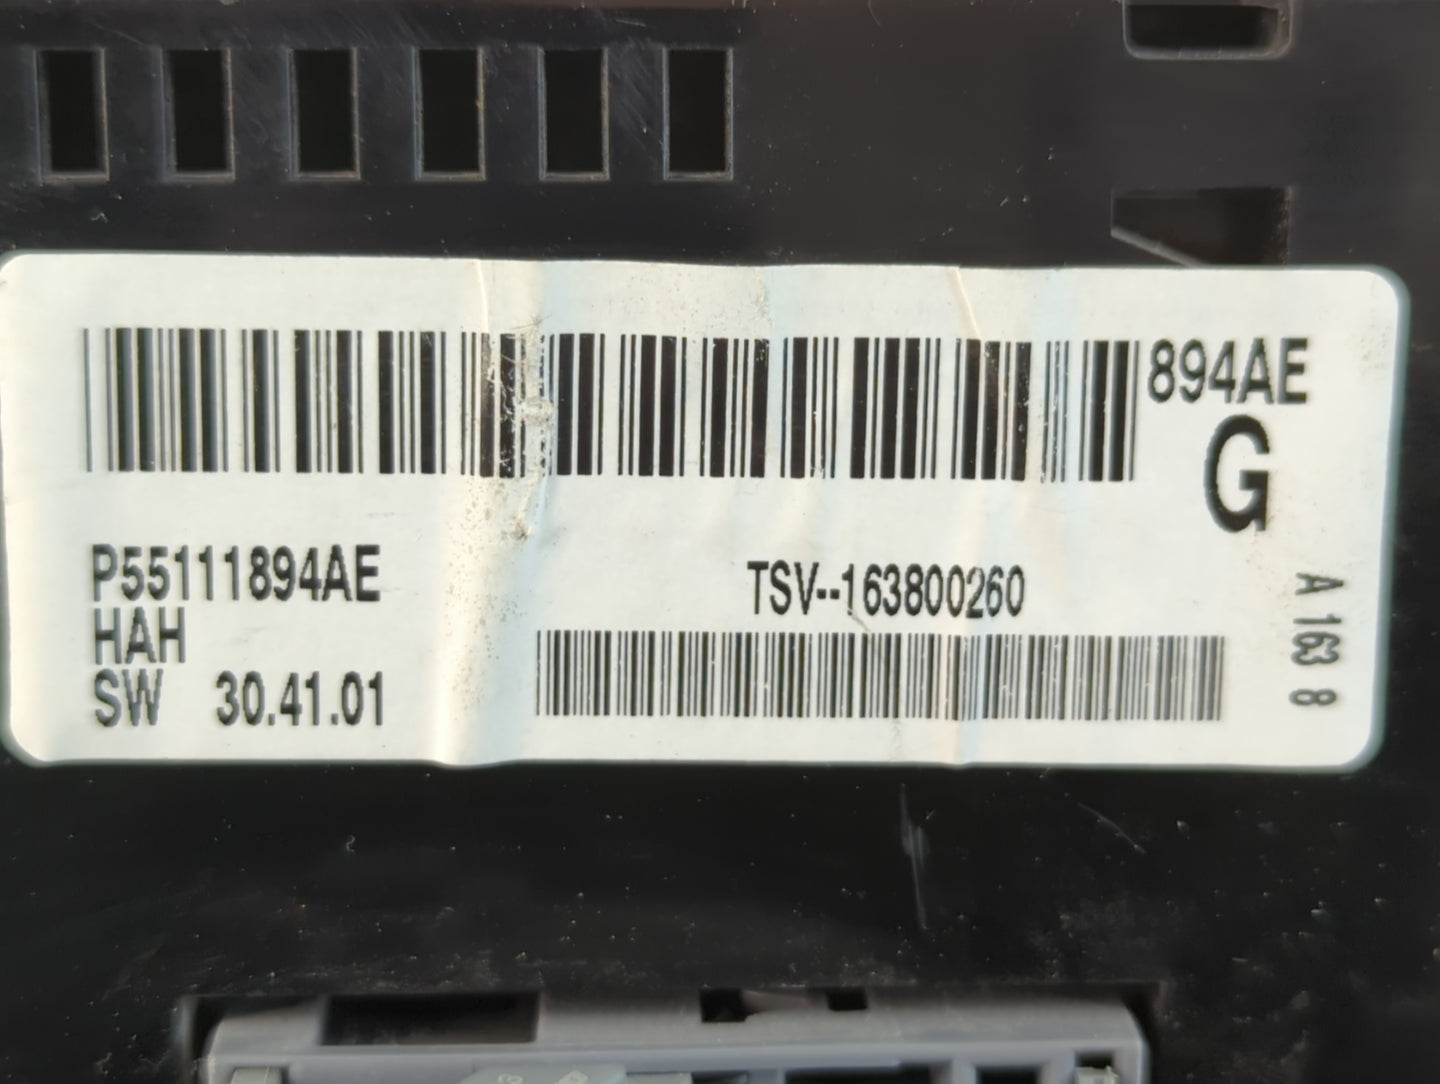 894AE
G
P55111894AE
HAH
SW 30.41.01
TSV--163800260
A 163 8